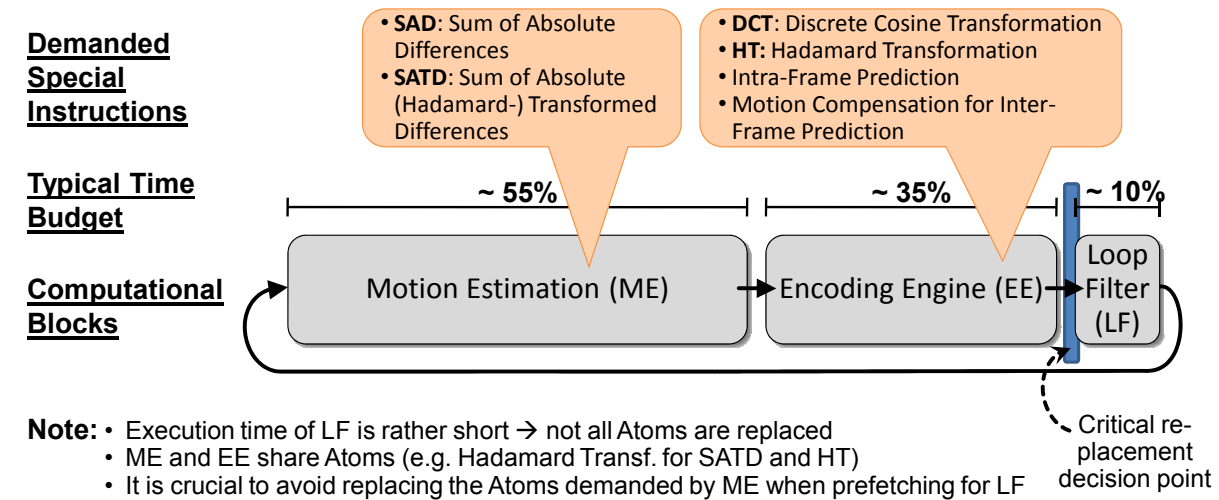 Demanded
Special
Instructions
• SAD: Sum of Absolute
Differences
• SATD: Sum of Absolute
(Hadamard-) Transformed
Differences
• DCT: Discrete Cosine Transformation
• HT: Hadamard Transformation
• Intra-Frame Prediction
• Motion Compensation for Inter-
Frame Prediction
Typical Time
Budget
~ 55%
~ 35%
~ 10%
Computational
Blocks
Motion Estimation (ME)
Encoding Engine (EE)
Loop
Filter
(LF)
Critical re-
placement
decision point
Note: • Execution time of LF is rather short → not all Atoms are replaced
• ME and EE share Atoms (e.g. Hadamard Transf. for SATD and HT)
• It is crucial to avoid replacing the Atoms demanded by ME when prefetching for LF